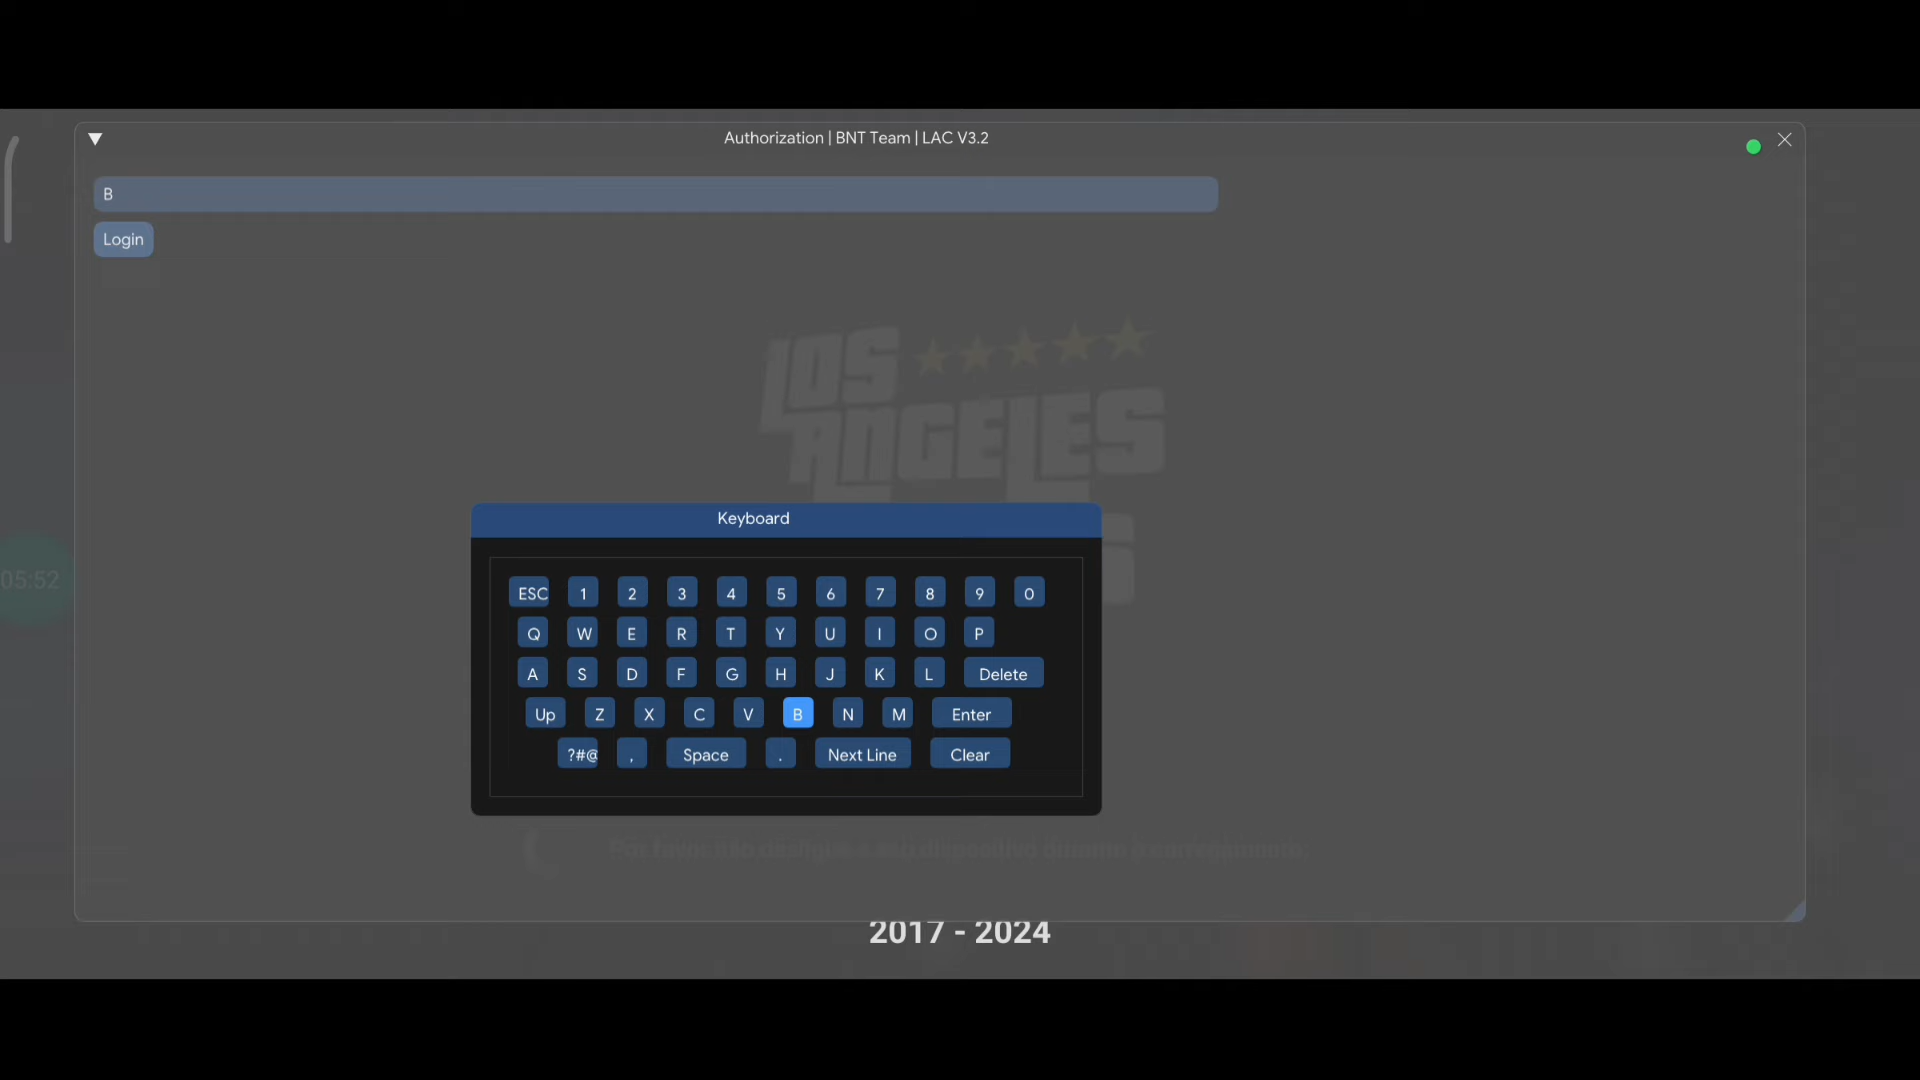 Authorization | BNT Team | LAC V3.2
B
Login
LOS
ANGELES
05:52
Keyboard
ESC 1 2 3 4 5 6 7 8 9 0
Q W E R T Y U I O P
A S D F G H J K L Delete
Up Z X C V B N M Enter
?#@ , Space . Next Line Clear
2017 - 2024